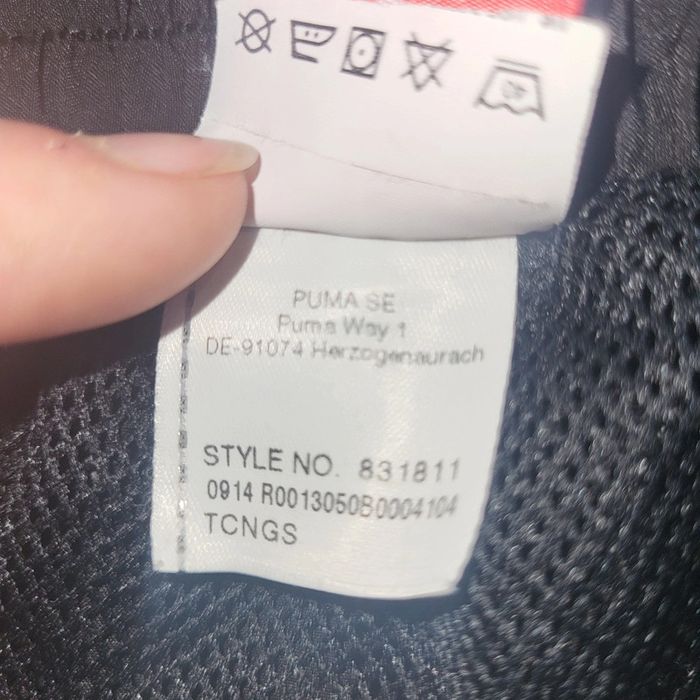 PUMA SE
Puma Way 1
DE-91074 Herzogenaurach
STYLE NO. 831811
0914 R0013050B0004104
TCNGS